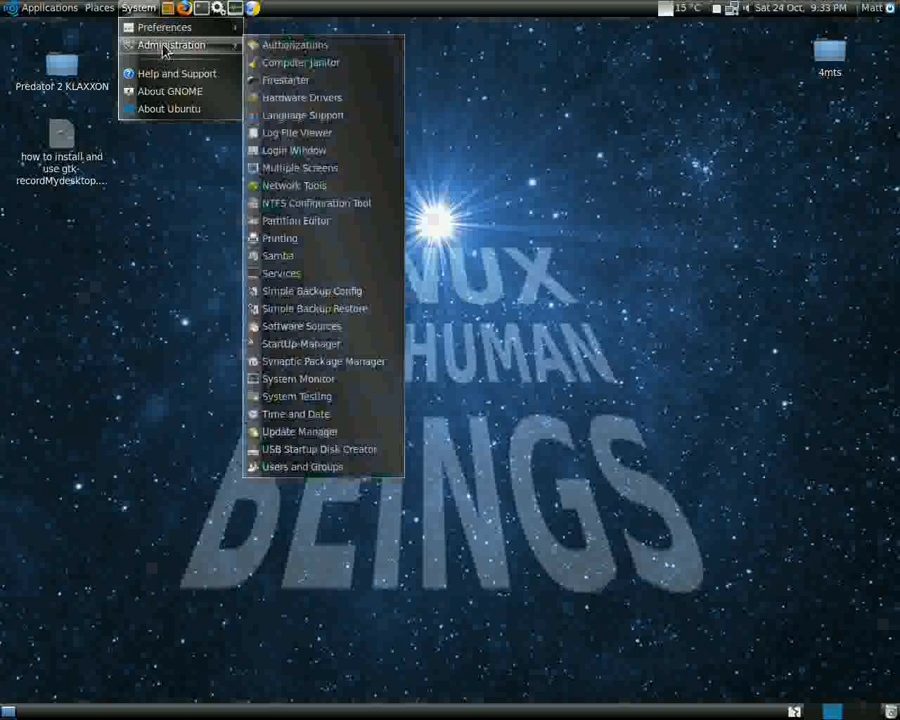 Applications Places System
15 °C
Sat 24 Oct, 9:33 PM
Matt
Preferences
Administration
Help and Support
About GNOME
About Ubuntu
Authorizations
Computer Janitor
Firestarter
Hardware Drivers
Language Support
Log File Viewer
Login Window
Multiple Screens
Network Tools
NTFS Configuration Tool
Partition Editor
Printing
Samba
Services
Simple Backup Config
Simple Backup Restore
Software Sources
StartUp-Manager
Synaptic Package Manager
System Monitor
System Testing
Time and Date
Update Manager
USB Startup Disk Creator
Users and Groups
Predator 2 KLAXXON
how to install and
use gtk-
recordMydesktop....
4mts
HUMAN
BEINGS